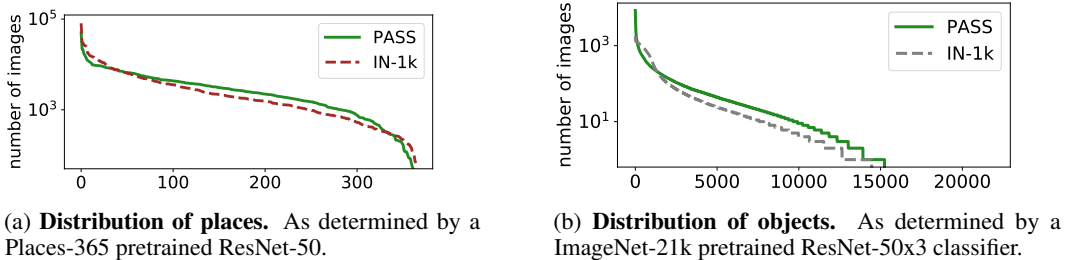 number of images
10^5
10^3
0
100
200
300
PASS
IN-1k
(a) Distribution of places. As determined by a
Places-365 pretrained ResNet-50.
number of images
10^3
10^1
0
5000
10000
15000
20000
PASS
IN-1k
(b) Distribution of objects. As determined by a
ImageNet-21k pretrained ResNet-50x3 classifier.